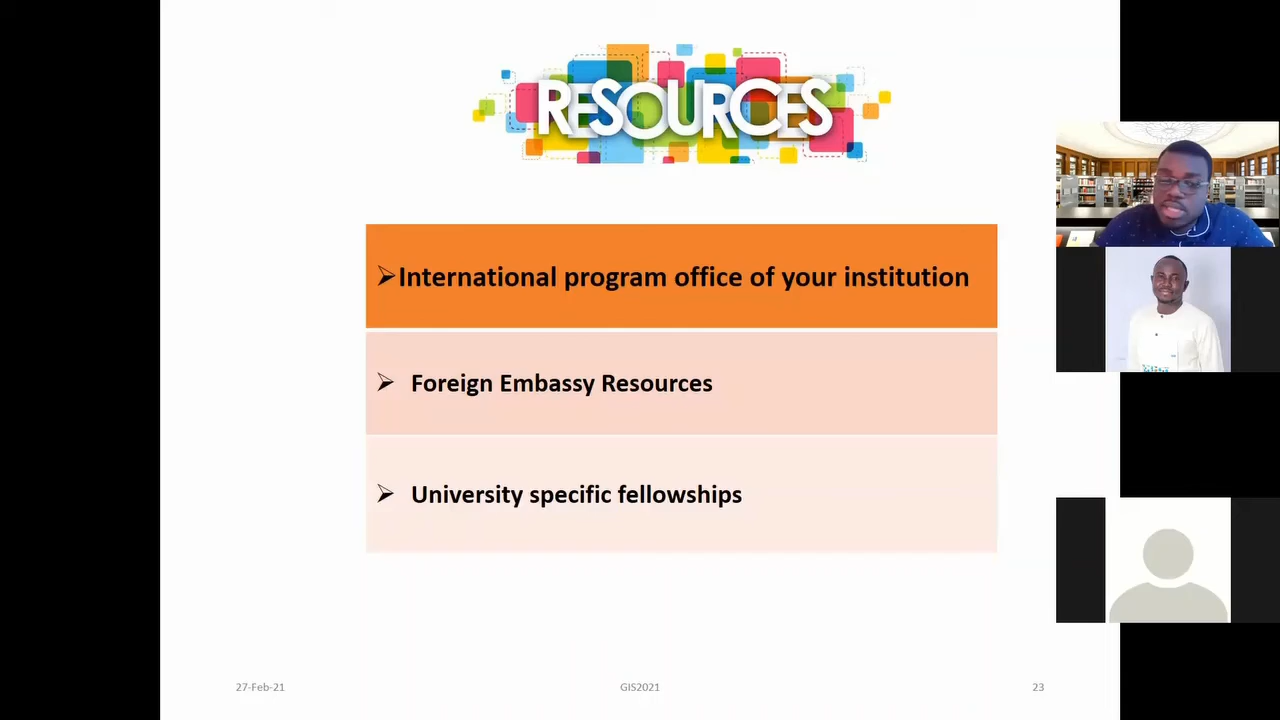 RESOURCES
➢International program office of your institution
➢ Foreign Embassy Resources
➢ University specific fellowships
27-Feb-21
GIS2021
23